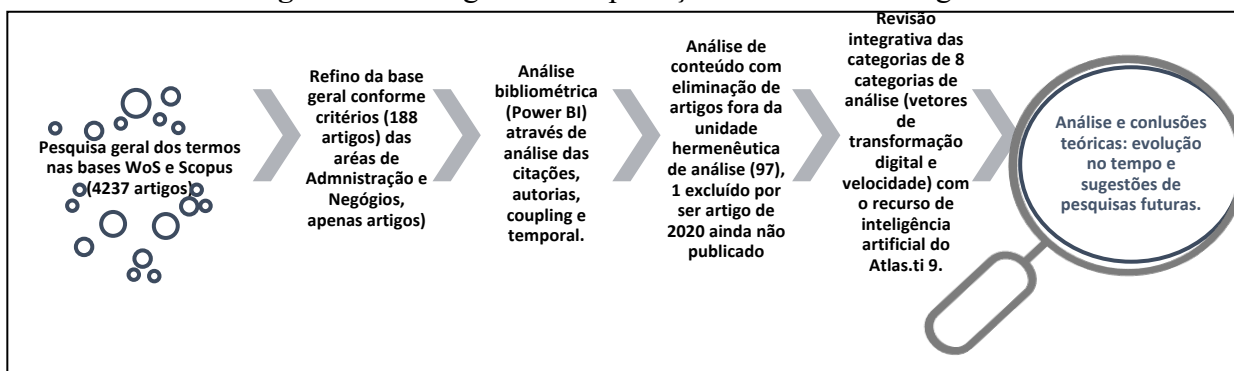 Pesquisa geral dos termos
nas bases WoS e Scopus
(4237 artigos)
Refino da base
geral conforme
critérios (188
artigos) das
aréas de
Admnistração e
Negógios,
apenas artigos)
Análise
bibliométrica
(Power BI)
através de
análise das
citações,
autorias,
coupling e
temporal.
Análise de
conteúdo com
eliminação de
artigos fora da
unidade
hermenêutica
de análise (97),
1 excluído por
ser artigo de
2020 ainda não
publicado
Revisão
integrativa das
categorias de 8
categorias de
análise (vetores
de
transformação
digital e
velocidade) com
o recurso de
inteligência
artificial do
Atlas.ti 9.
Análise e conlusões
teóricas: evolução
no tempo e
sugestões de
pesquisas futuras.